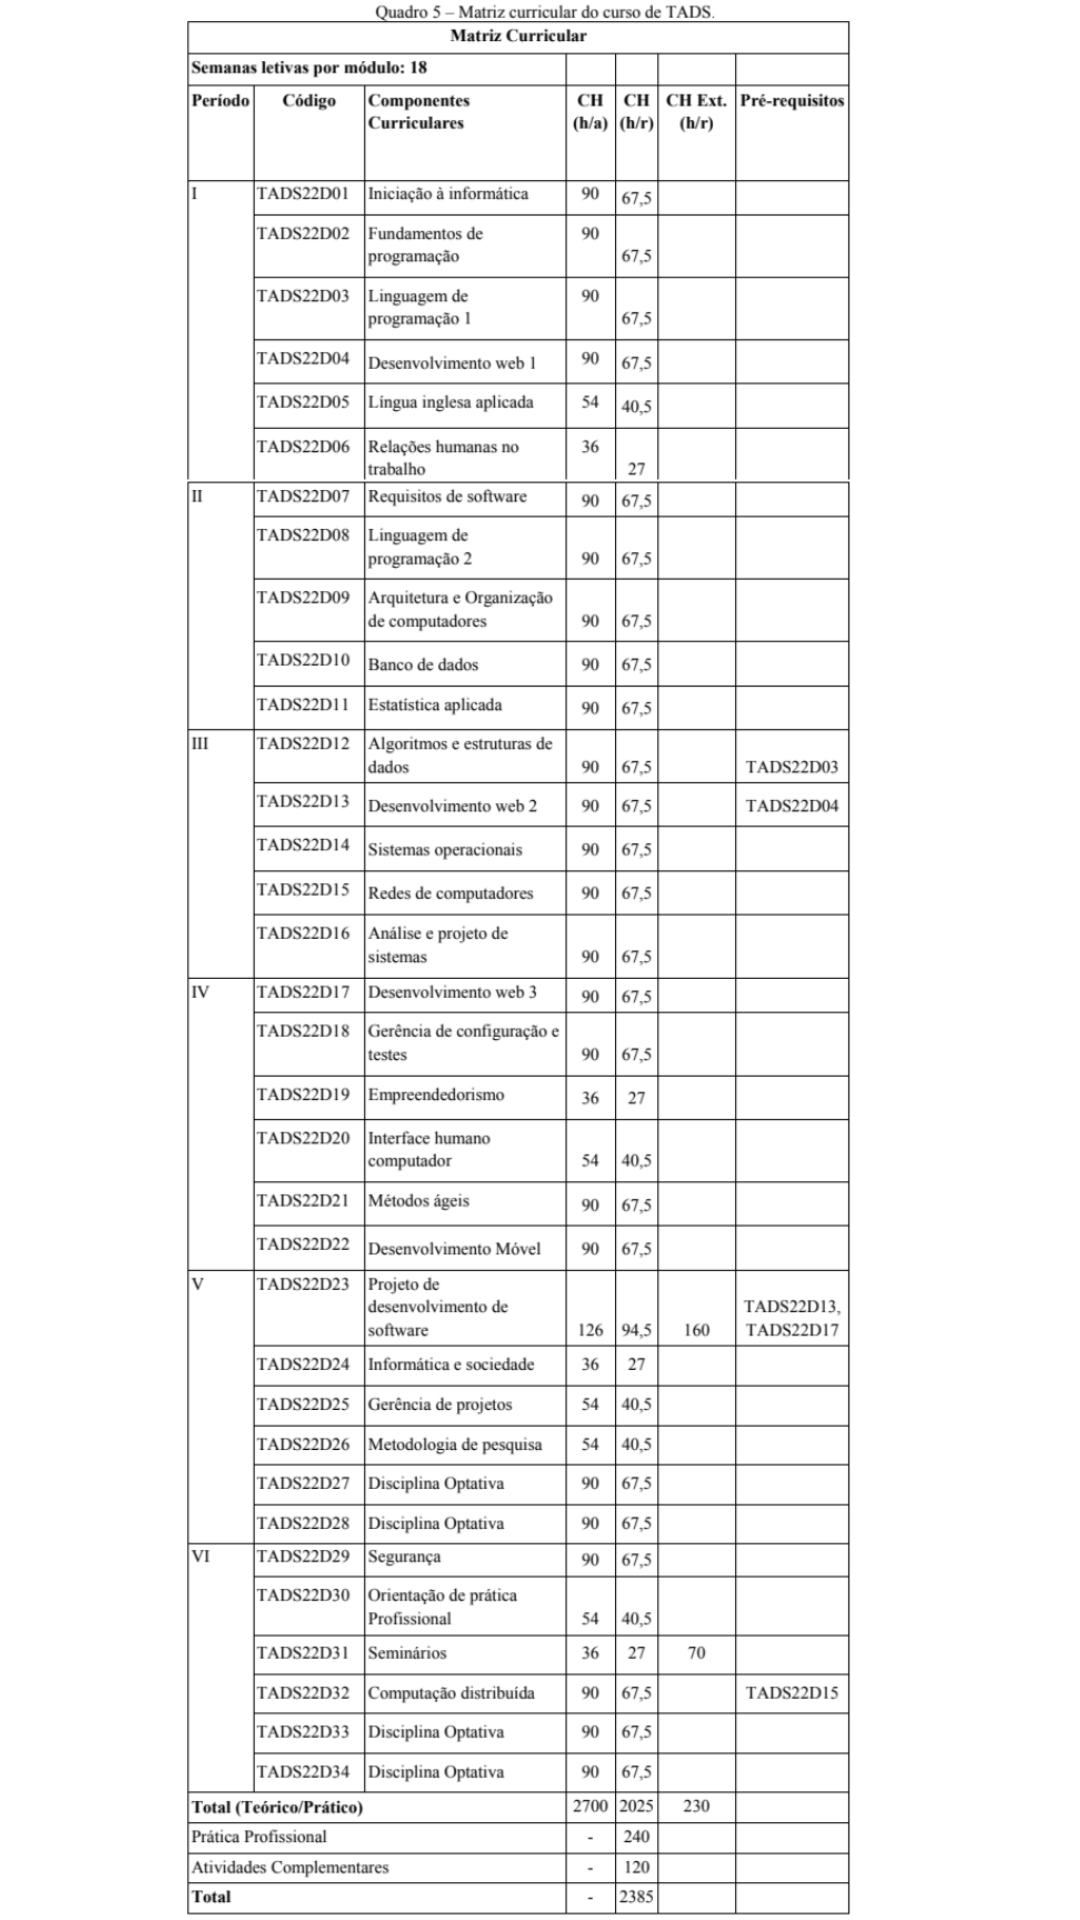 Quadro 5 – Matriz curricular do curso de TADS.
Matriz Curricular
Semanas letivas por módulo: 18
Período Código Componentes Curriculares CH (h/a) CH (h/r) CH Ext. (h/r) Pré-requisitos
I TADS22D01 Iniciação à informática 90 67,5
TADS22D02 Fundamentos de programação 90 67,5
TADS22D03 Linguagem de programação 1 90 67,5
TADS22D04 Desenvolvimento web 1 90 67,5
TADS22D05 Língua inglesa aplicada 54 40,5
TADS22D06 Relações humanas no trabalho 36 27
II TADS22D07 Requisitos de software 90 67,5
TADS22D08 Linguagem de programação 2 90 67,5
TADS22D09 Arquitetura e Organização de computadores 90 67,5
TADS22D10 Banco de dados 90 67,5
TADS22D11 Estatística aplicada 90 67,5
III TADS22D12 Algoritmos e estruturas de dados 90 67,5 TADS22D03
TADS22D13 Desenvolvimento web 2 90 67,5 TADS22D04
TADS22D14 Sistemas operacionais 90 67,5
TADS22D15 Redes de computadores 90 67,5
TADS22D16 Análise e projeto de sistemas 90 67,5
IV TADS22D17 Desenvolvimento web 3 90 67,5
TADS22D18 Gerência de configuração e testes 90 67,5
TADS22D19 Empreendedorismo 36 27
TADS22D20 Interface humano computador 54 40,5
TADS22D21 Métodos ágeis 90 67,5
TADS22D22 Desenvolvimento Móvel 90 67,5
V TADS22D23 Projeto de desenvolvimento de software 126 94,5 160 TADS22D13, TADS22D17
TADS22D24 Informática e sociedade 36 27
TADS22D25 Gerência de projetos 54 40,5
TADS22D26 Metodologia de pesquisa 54 40,5
TADS22D27 Disciplina Optativa 90 67,5
TADS22D28 Disciplina Optativa 90 67,5
VI TADS22D29 Segurança 90 67,5
TADS22D30 Orientação de prática Profissional 54 40,5
TADS22D31 Seminários 36 27 70
TADS22D32 Computação distribuída 90 67,5 TADS22D15
TADS22D33 Disciplina Optativa 90 67,5
TADS22D34 Disciplina Optativa 90 67,5
Total (Teórico/Prático) 2700 2025 230
Prática Profissional - 240
Atividades Complementares - 120
Total - 2385